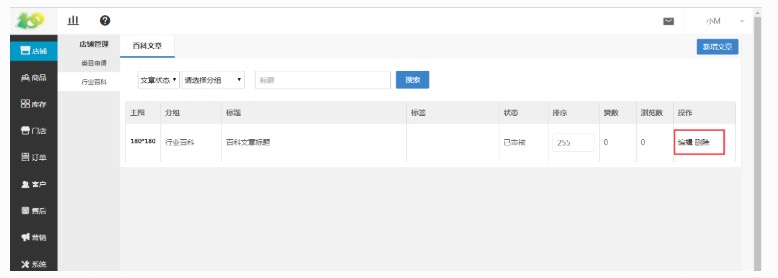 小M
店铺
商品
库存
门店
订单
客户
售后
营销
系统
店铺管理
类目申请
行业百科
百科文章
新增文章
文章状态 请选择分组 标题 搜索
主图 分组 标题 标签 状态 排序 赞数 浏览数 操作
180*180 行业百科 百科文章标题 已审核 255 0 0 编辑 删除